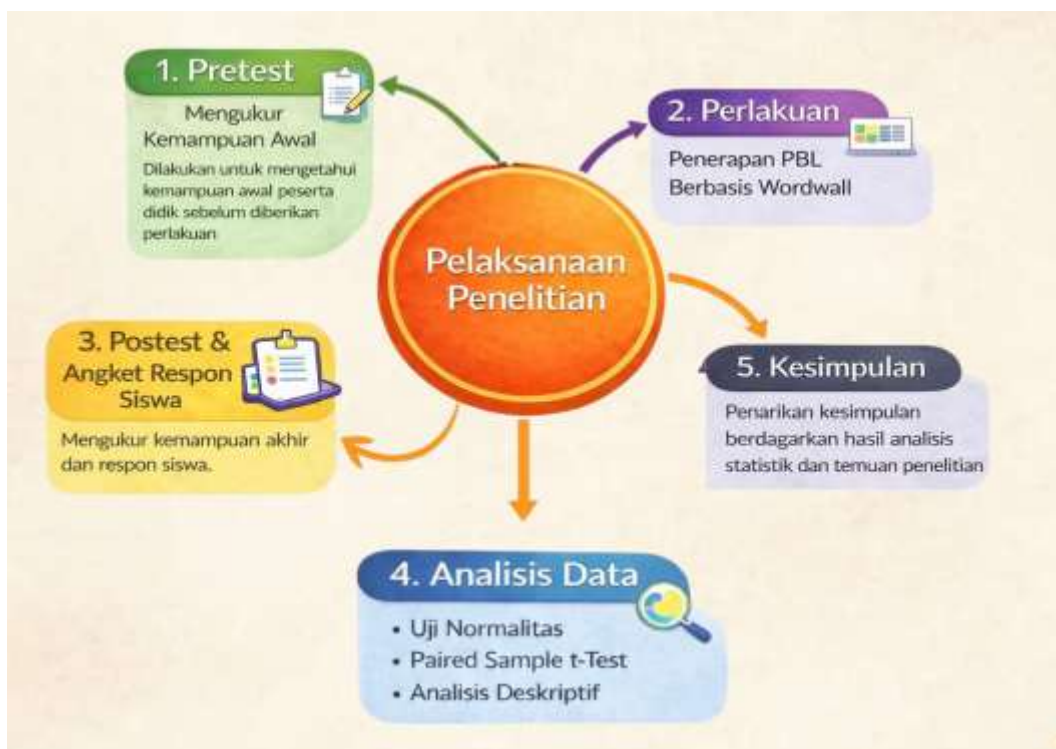 1. Pretest
Mengukur
Kemampuan Awal
Dilakukan untuk mengetahui
kemampuan awal peserta
didik sebelum diberikan
perlakuan
2. Perlakuan
Penerapan PBL
Berbasis Wordwall
Pelaksanaan
Penelitian
3. Postest &
Angket Respon
Siswa
Mengukur kemampuan akhir
dan respon siswa.
4. Analisis Data
• Uji Normalitas
• Paired Sample t-Test
• Analisis Deskriptif
5. Kesimpulan
Penarikan kesimpulan
berdagarkan hasil analisis
statistik dan temuan penelitian